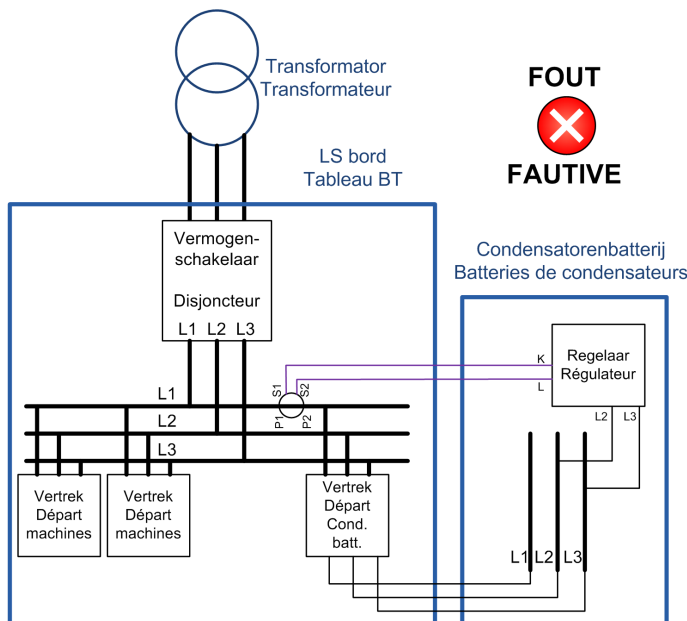 Transformator
Transformateur
FOUT
FAUTIVE
LS bord
Tableau BT
Vermogen-
schakelaar
Disjoncteur
L1 L2 L3
Condensatorenbatterij
Batteries de condensateurs
Regelaar
Régulateur
K
L
L2 L3
S1 S2
P1 P2
L1
L2
L3
Vertrek
Départ
machines
Vertrek
Départ
machines
Vertrek
Départ
Cond.
batt.
L1 L2 L3